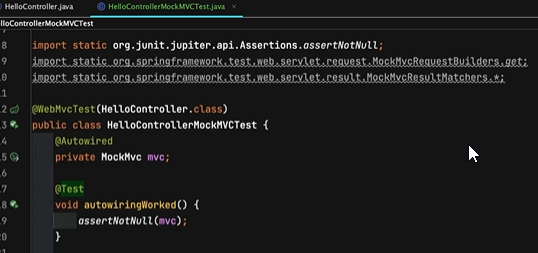 HelloController.java HelloControllerMockMVCTest.java ×
lloControllerMockMVCTest
8 import static org.junit.jupiter.api.Assertions.assertNotNull;
9 import static org.springframework.test.web.servlet.request.MockMvcRequestBuilders.get;
10 import static org.springframework.test.web.servlet.result.MockMvcResultMatchers.*;
12 @WebMvcTest(HelloController.class)
13 public class HelloControllerMockMVCTest {
14 @Autowired
15 private MockMvc mvc;
17 @Test
18 void autowiringWorked() {
19 assertNotNull(mvc);
20 }